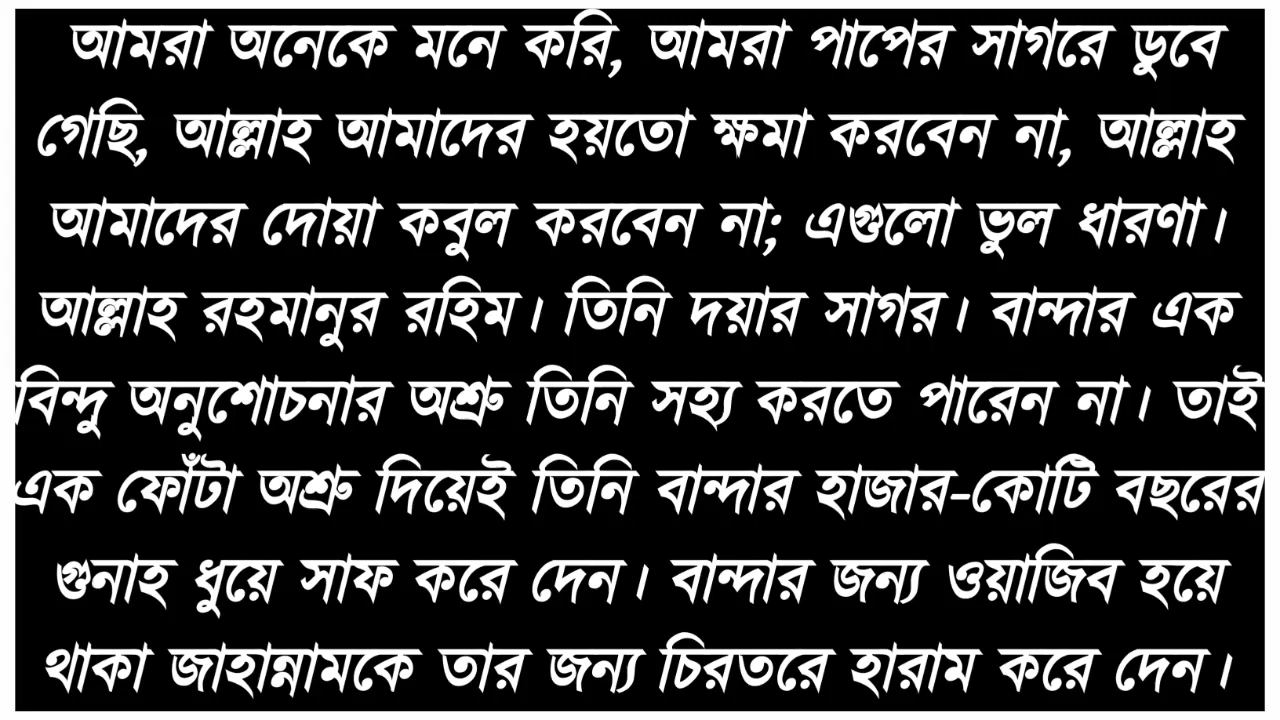 আমরা অনেকে মনে করি, আমরা পাপের সাগরে ডুবে
গেছি, আল্লাহ আমাদের হয়তো ক্ষমা করবেন না, আল্লাহ
আমাদের দোয়া কবুল করবেন না; এগুলো ভুল ধারণা।
আল্লাহ রহমানুর রহিম। তিনি দয়ার সাগর। বান্দার এক
বিন্দু অনুশোচনার অশ্রু তিনি সহ্য করতে পারেন না। তাই
এক ফোঁটা অশ্রু দিয়েই তিনি বান্দার হাজার-কোটি বছরের
গুনাহ ধুয়ে সাফ করে দেন। বান্দার জন্য ওয়াজিব হয়ে
থাকা জাহান্নামকে তার জন্য চিরতরে হারাম করে দেন।